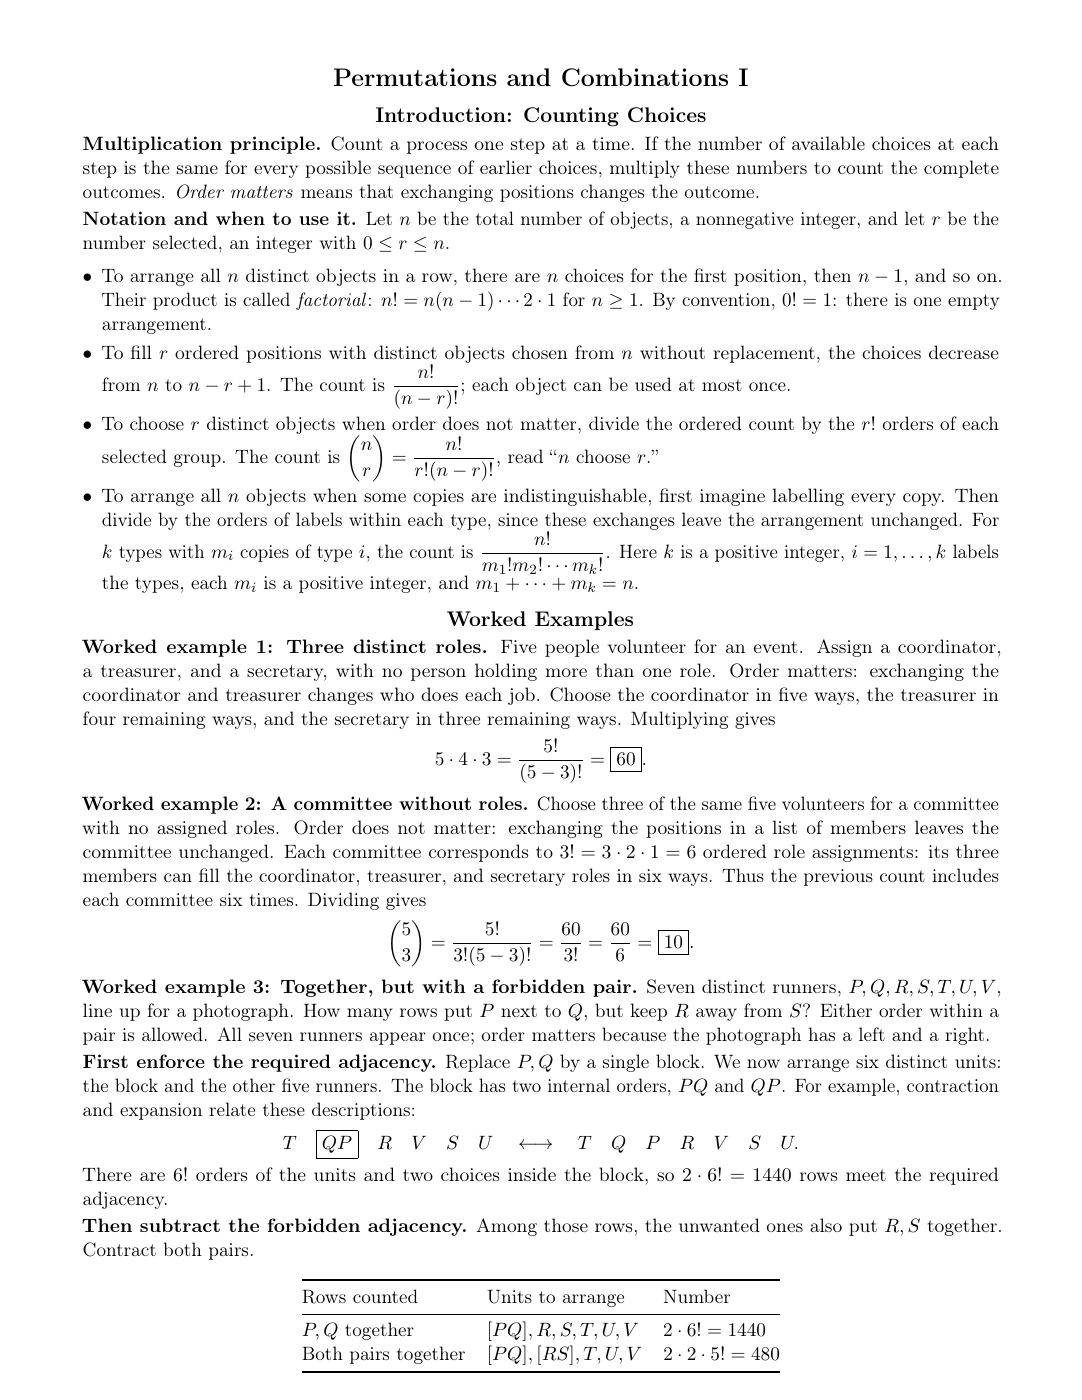 Permutations and Combinations I
Introduction: Counting Choices
Multiplication principle. Count a process one step at a time. If the number of available choices at each
step is the same for every possible sequence of earlier choices, multiply these numbers to count the complete
outcomes. Order matters means that exchanging positions changes the outcome.
Notation and when to use it. Let n be the total number of objects, a nonnegative integer, and let r be the
number selected, an integer with 0 ≤ r ≤ n.
• To arrange all n distinct objects in a row, there are n choices for the first position, then n − 1, and so on.
Their product is called factorial: n! = n(n − 1) · · · 2 · 1 for n ≥ 1. By convention, 0! = 1: there is one empty
arrangement.
• To fill r ordered positions with distinct objects chosen from n without replacement, the choices decrease
from n to n − r + 1. The count is n!/(n − r)!; each object can be used at most once.
• To choose r distinct objects when order does not matter, divide the ordered count by the r! orders of each
selected group. The count is (n r) = n!/r!(n − r)!, read “n choose r.”
• To arrange all n objects when some copies are indistinguishable, first imagine labelling every copy. Then
divide by the orders of labels within each type, since these exchanges leave the arrangement unchanged. For
k types with mᵢ copies of type i, the count is n!/m₁!m₂! · · · mₖ!. Here k is a positive integer, i = 1, . . . , k labels
the types, each mᵢ is a positive integer, and m₁ + · · · + mₖ = n.
Worked Examples
Worked example 1: Three distinct roles. Five people volunteer for an event. Assign a coordinator,
a treasurer, and a secretary, with no person holding more than one role. Order matters: exchanging the
coordinator and treasurer changes who does each job. Choose the coordinator in five ways, the treasurer in
four remaining ways, and the secretary in three remaining ways. Multiplying gives
5 · 4 · 3 = 5!/(5 − 3)! = 60.
Worked example 2: A committee without roles. Choose three of the same five volunteers for a committee
with no assigned roles. Order does not matter: exchanging the positions in a list of members leaves the
committee unchanged. Each committee corresponds to 3! = 3 · 2 · 1 = 6 ordered role assignments: its three
members can fill the coordinator, treasurer, and secretary roles in six ways. Thus the previous count includes
each committee six times. Dividing gives
(5 3) = 5!/3!(5 − 3)! = 60/3! = 60/6 = 10.
Worked example 3: Together, but with a forbidden pair. Seven distinct runners, P, Q, R, S, T, U, V,
line up for a photograph. How many rows put P next to Q, but keep R away from S? Either order within a
pair is allowed. All seven runners appear once; order matters because the photograph has a left and a right.
First enforce the required adjacency. Replace P, Q by a single block. We now arrange six distinct units:
the block and the other five runners. The block has two internal orders, PQ and QP. For example, contraction
and expansion relate these descriptions:
T QP R V S U ⟷ T Q P R V S U.
There are 6! orders of the units and two choices inside the block, so 2 · 6! = 1440 rows meet the required
adjacency.
Then subtract the forbidden adjacency. Among those rows, the unwanted ones also put R, S together.
Contract both pairs.
Rows counted Units to arrange Number
P, Q together [PQ], R, S, T, U, V 2 · 6! = 1440
Both pairs together [PQ], [RS], T, U, V 2 · 2 · 5! = 480